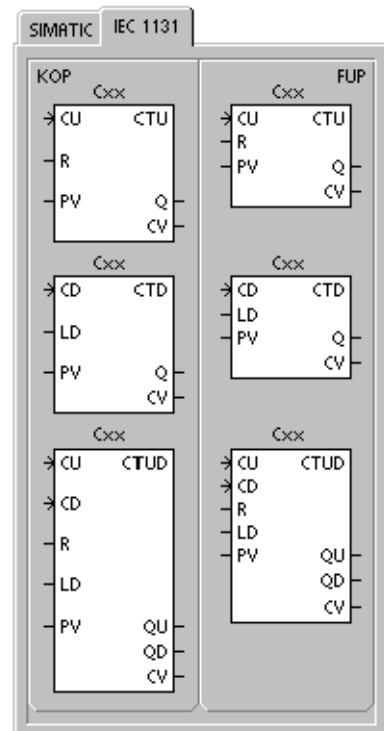 SIMATIC IEC 1131
KOP
Cxx
CU CTU
R
PV Q
CV
Cxx
CD CTD
LD
PV Q
CV
Cxx
CU CTUD
CD
R
LD
PV QU
QD
CV
FUP
Cxx
CU CTU
R
PV Q
CV
Cxx
CD CTD
LD
PV Q
CV
Cxx
CU CTUD
CD
R
LD
PV QU
QD
CV